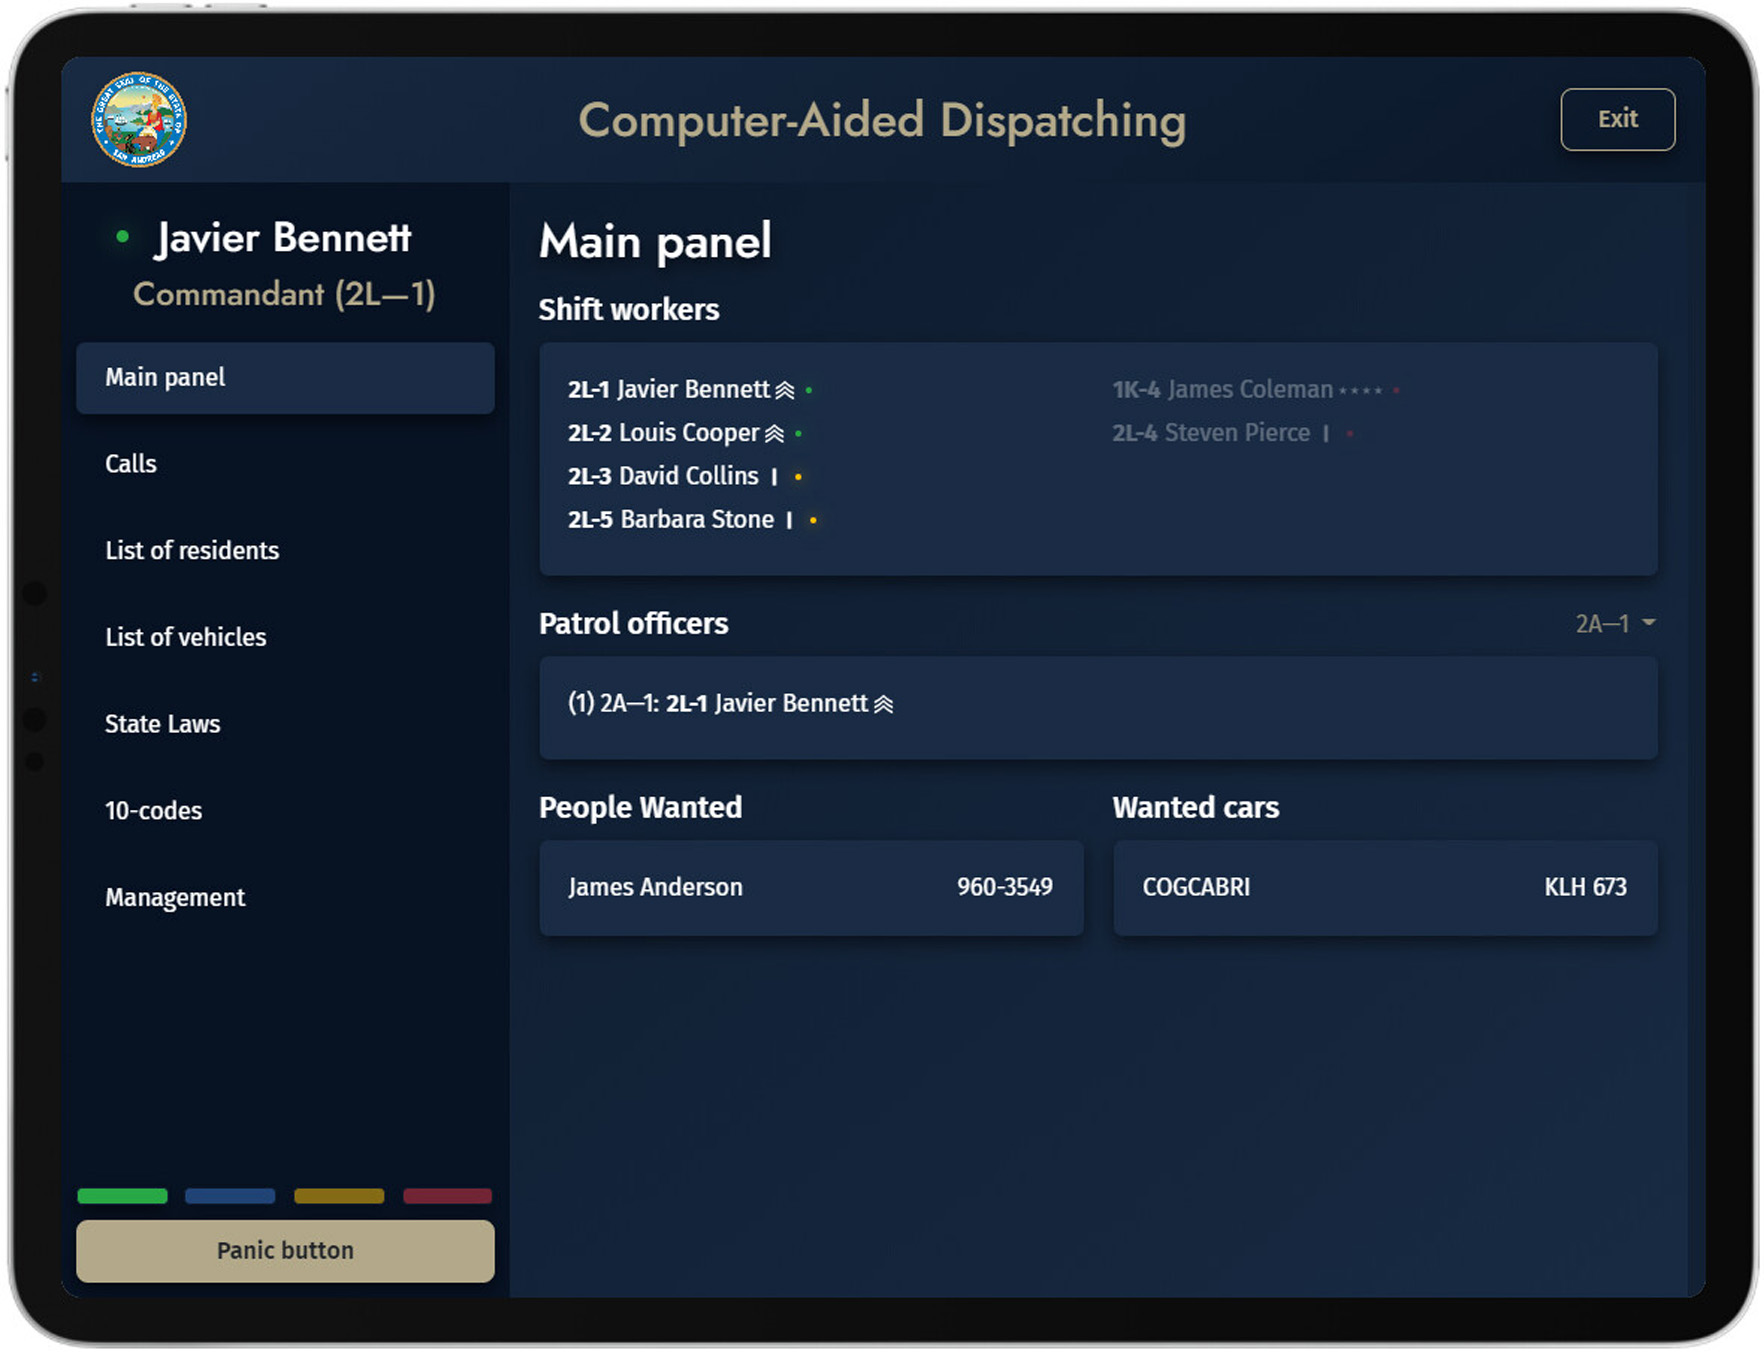 THE GREAT SEAL OF THE STATE OF
SAN ANDREAS
Computer-Aided Dispatching
Exit
Javier Bennett
Commandant (2L—1)
Main panel
Calls
List of residents
List of vehicles
State Laws
10-codes
Management
Panic button
Main panel
Shift workers
2L-1 Javier Bennett
2L-2 Louis Cooper
2L-3 David Collins
2L-5 Barbara Stone
1K-4 James Coleman
2L-4 Steven Pierce
Patrol officers
2A—1
(1) 2A—1: 2L-1 Javier Bennett
People Wanted
James Anderson 960-3549
Wanted cars
COGCABRI KLH 673